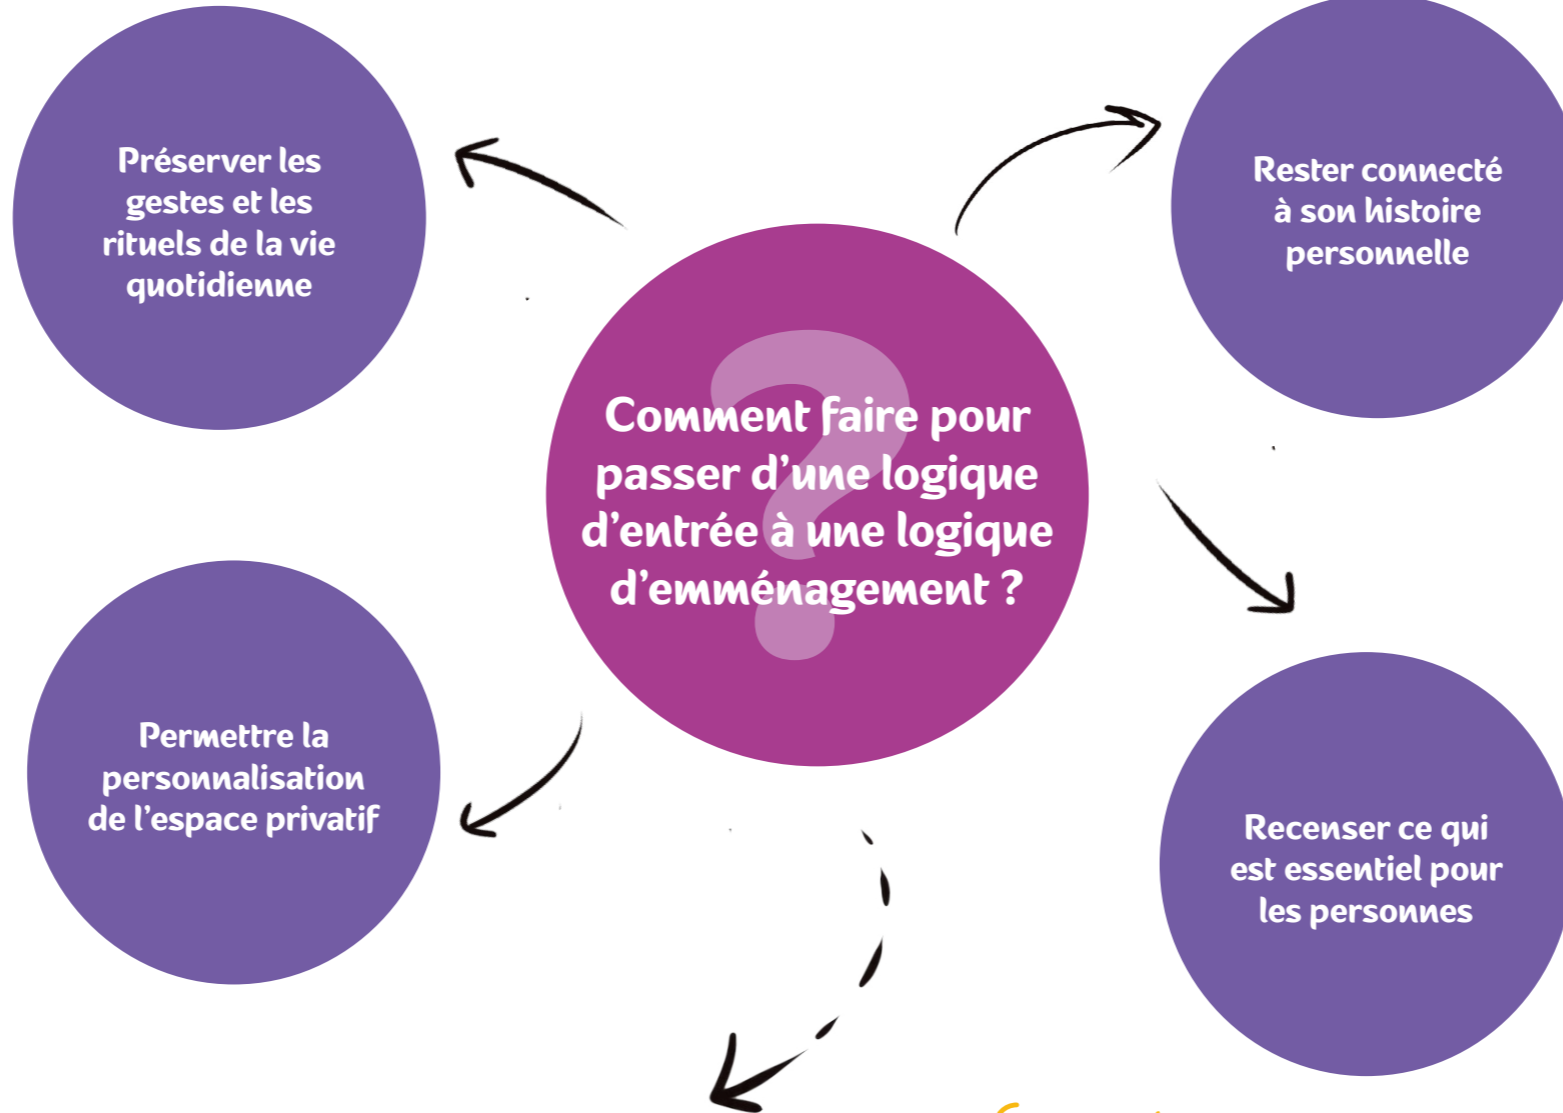 Préserver les
gestes et les
rituels de la vie
quotidienne
Rester connecté
à son histoire
personnelle
Comment faire pour
passer d’une logique
d’entrée à une logique
d’emménagement ?
Permettre la
personnalisation
de l’espace privatif
Recenser ce qui
est essentiel pour
les personnes